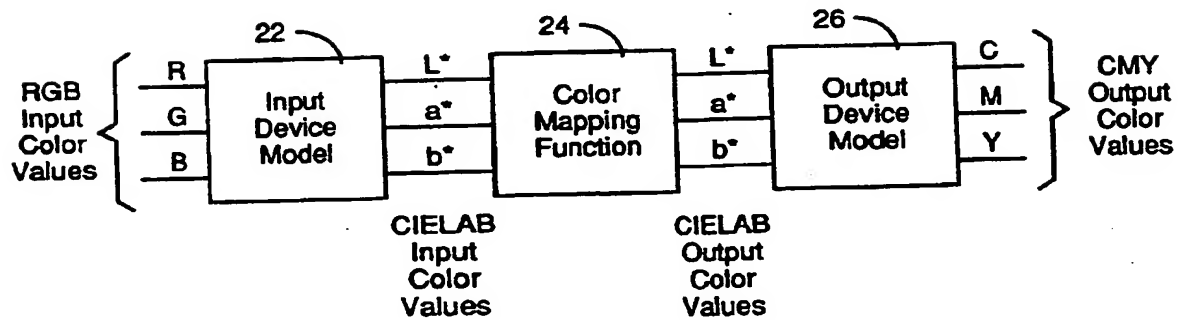 22
24
26
RGB
Input
Color
Values
R
G
B
Input
Device
Model
L*
a*
b*
Color
Mapping
Function
L*
a*
b*
Output
Device
Model
C
M
Y
CMY
Output
Color
Values
CIELAB
Input
Color
Values
CIELAB
Output
Color
Values